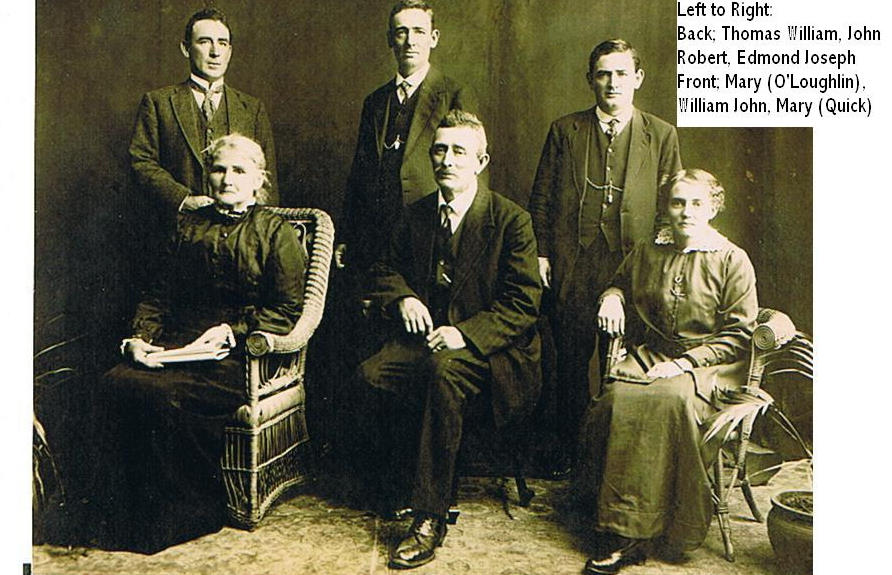 Left to Right:
Back; Thomas William, John
Robert, Edmond Joseph
Front; Mary (O'Loughlin),
William John, Mary (Quick)